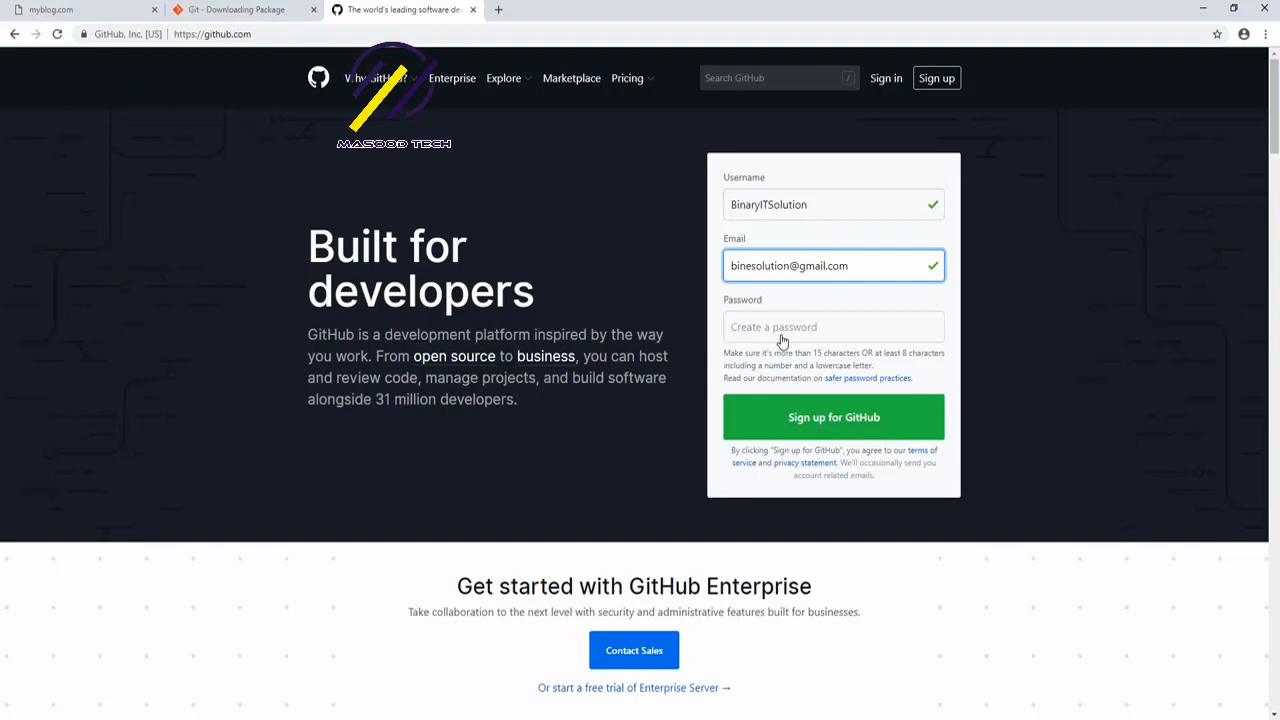 myblog.com
Git - Downloading Package
The world's leading software de
GitHub, Inc. [US]
https://github.com
Why GitHub?
Enterprise
Explore
Marketplace
Pricing
Search GitHub
/
Sign in
Sign up
MASOOD TECH
Built for
developers
GitHub is a development platform inspired by the way
you work. From open source to business, you can host
and review code, manage projects, and build software
alongside 31 million developers.
Username
BinaryITSolution
Email
binesolution@gmail.com
Password
Create a password
Make sure it's more than 15 characters OR at least 8 characters
including a number and a lowercase letter.
Read our documentation on safer password practices.
Sign up for GitHub
By clicking "Sign up for GitHub", you agree to our terms of
service and privacy statement. We'll occasionally send you
account related emails.
Get started with GitHub Enterprise
Take collaboration to the next level with security and administrative features built for businesses.
Contact Sales
Or start a free trial of Enterprise Server →